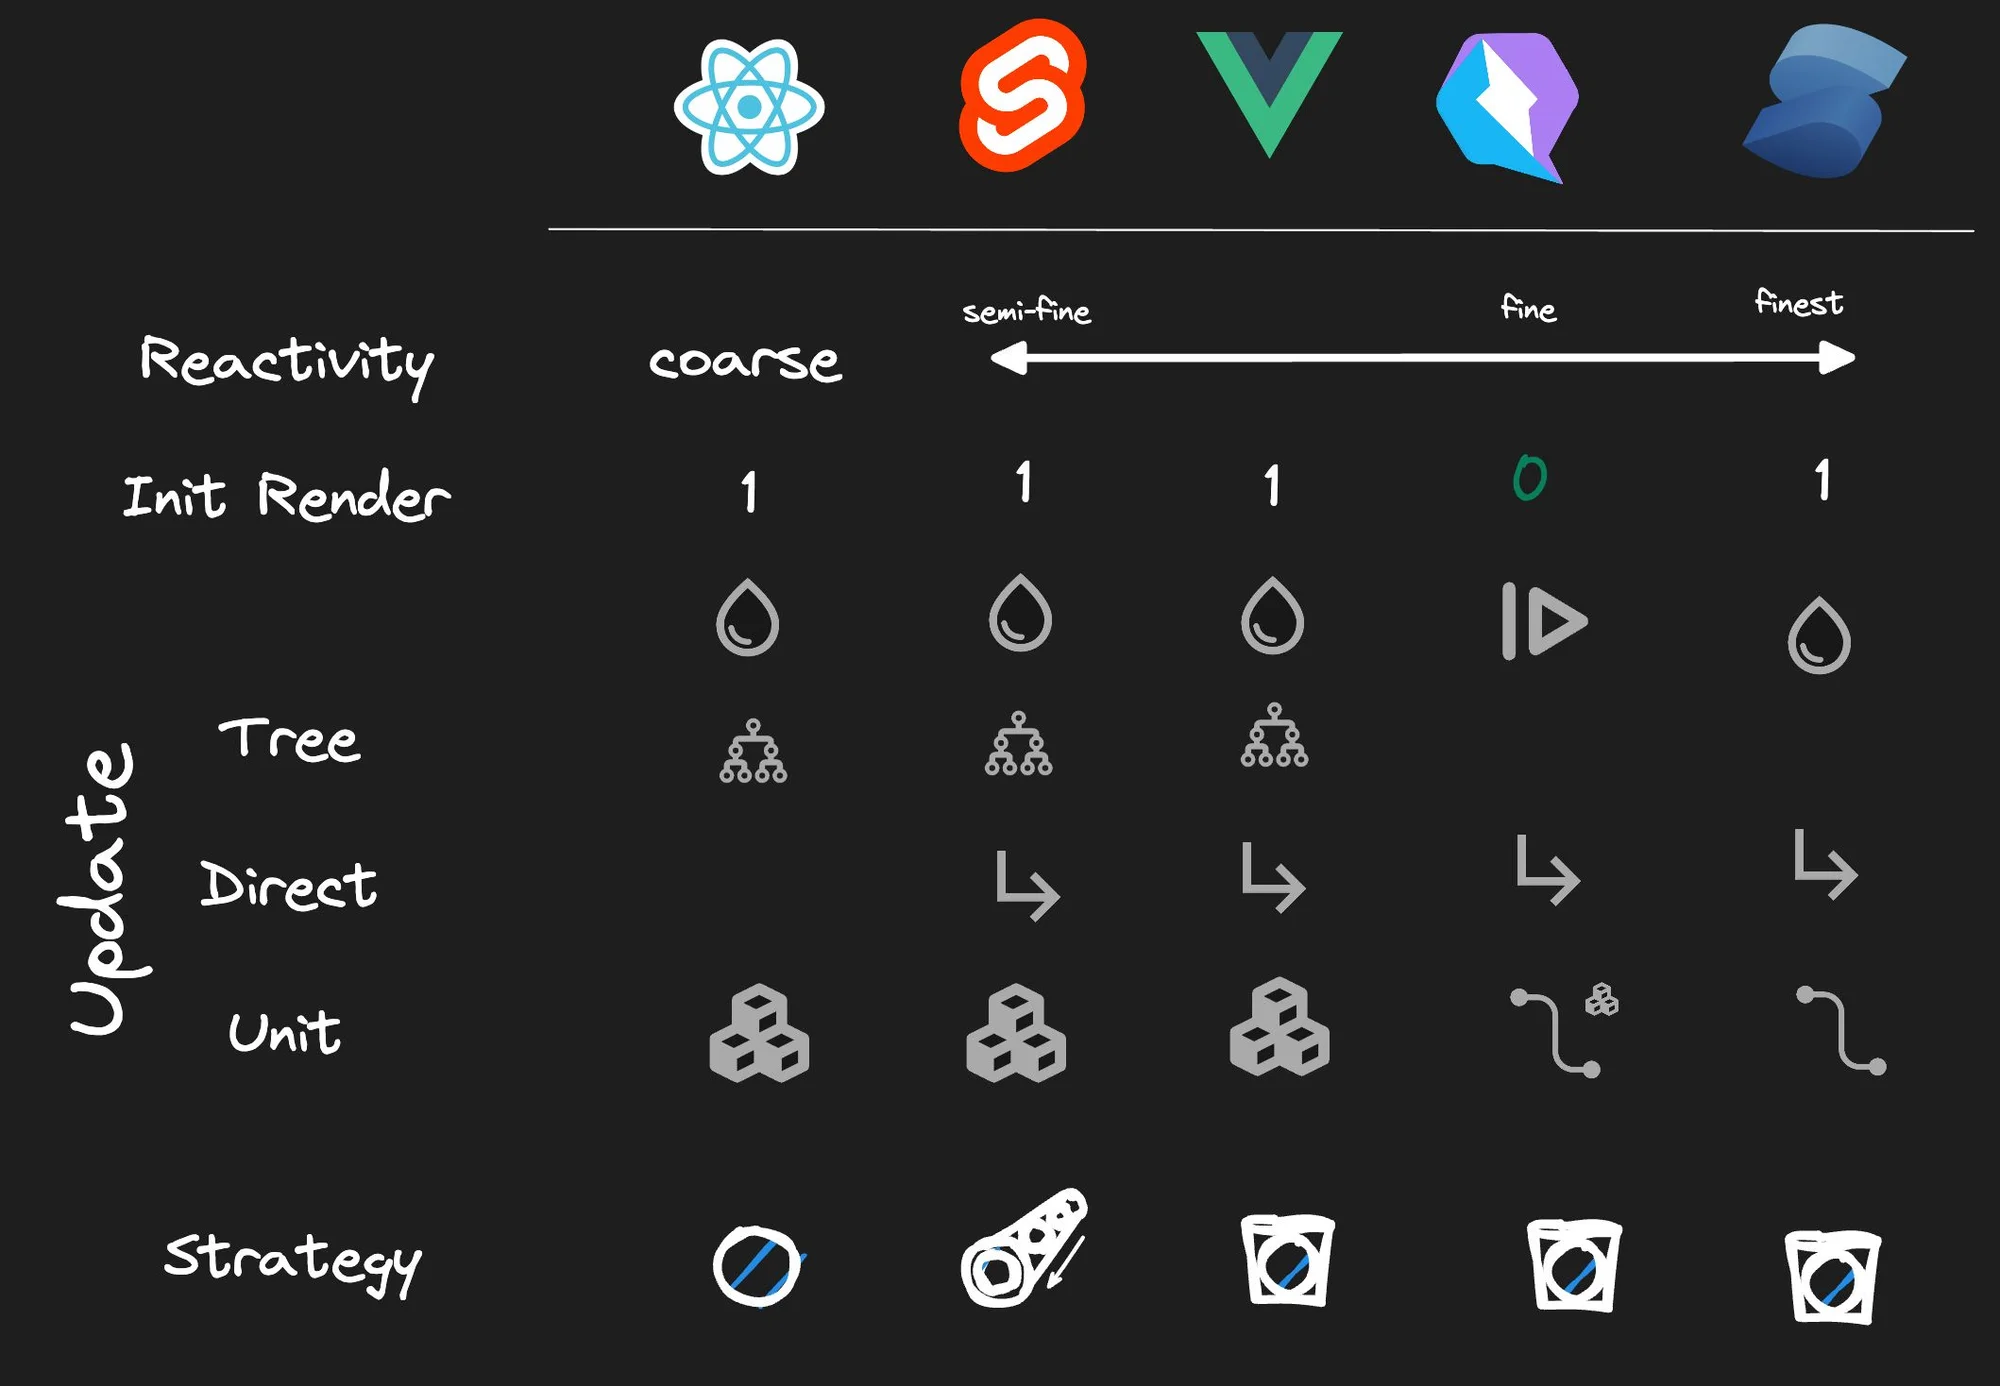 semi-fine
fine
finest
Reactivity
coarse
Init Render
1
1
1
0
1
Update
Tree
Direct
Unit
Strategy